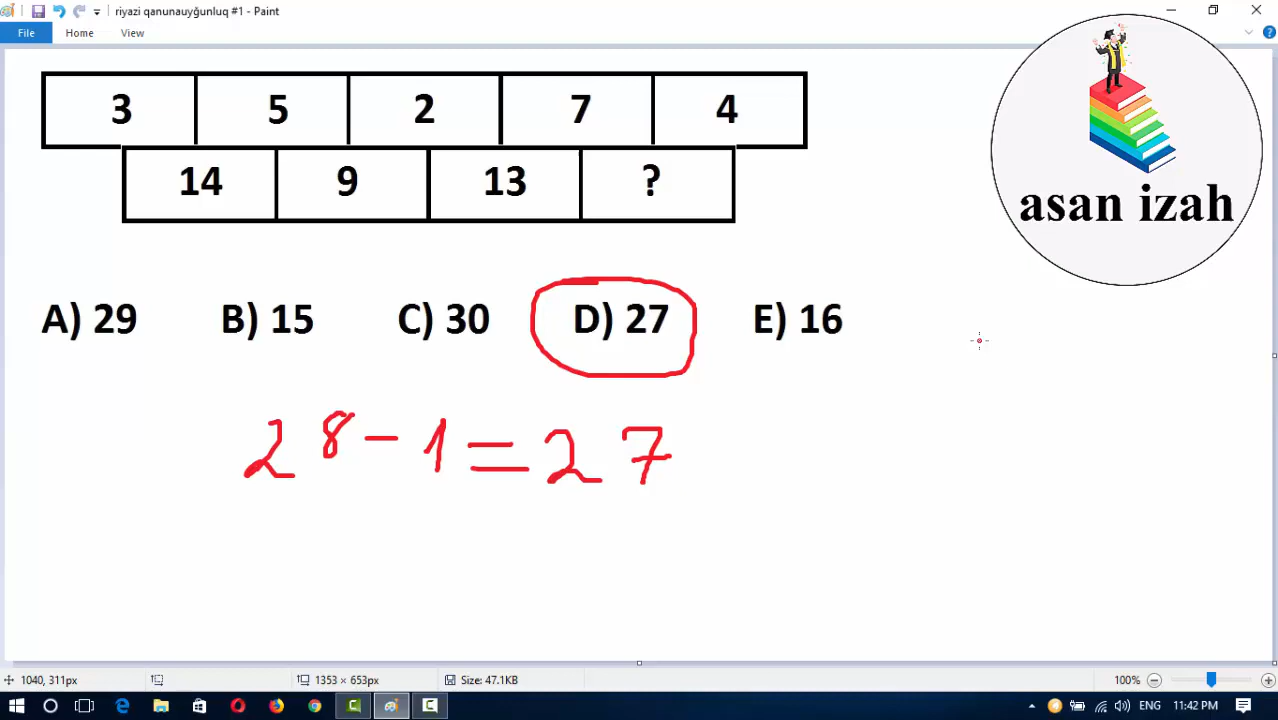 riyazi qanunauyğunluq #1 - Paint
File Home View
3 5 2 7 4
14 9 13 ?
asan izah
A) 29 B) 15 C) 30 D) 27 E) 16
28 - 1 = 27
1040, 311px 1353 × 653px Size: 47.1KB 100%
ENG 11:42 PM